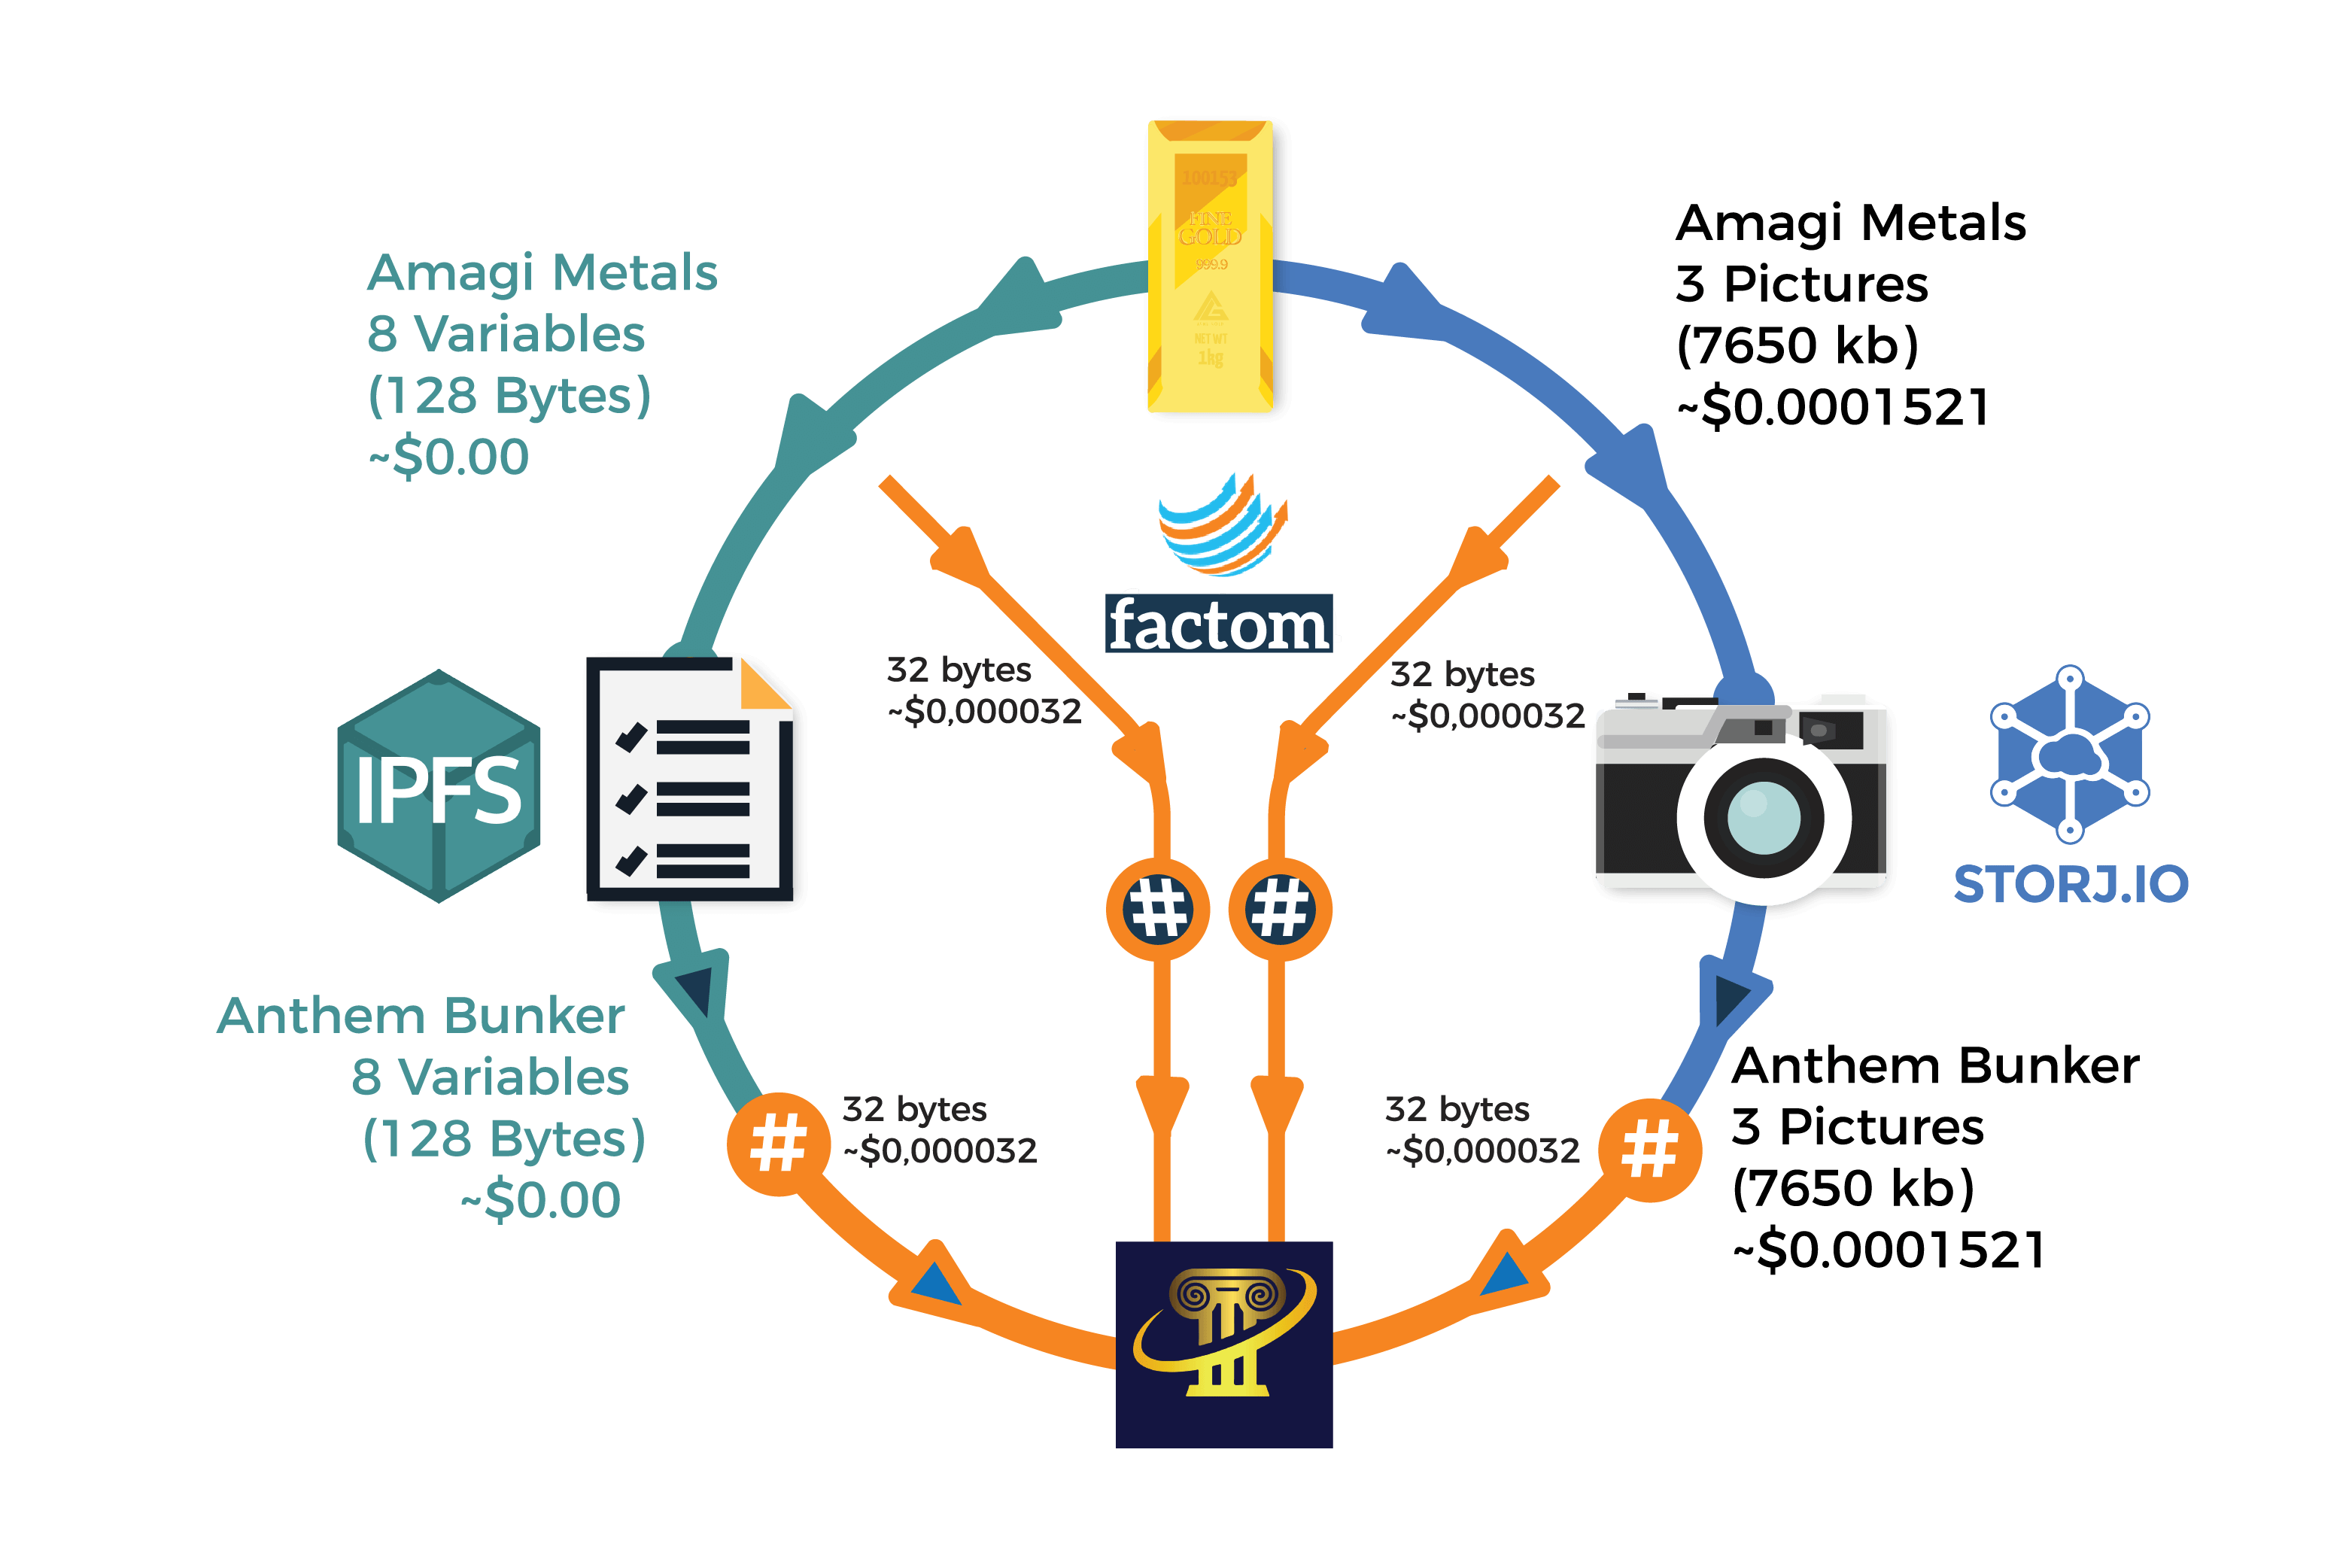 100153
FINE
GOLD
999.9
NET WT
1kg
Amagi Metals
8 Variables
(128 Bytes)
~$0.00
Amagi Metals
3 Pictures
(7650 kb)
~$0.0001521
factom
32 bytes
~$0,000032
32 bytes
~$0,000032
IPFS
STORJ.IO
#
#
Anthem Bunker
8 Variables
(128 Bytes)
~$0.00
#
32 bytes
~$0,000032
32 bytes
~$0,000032
#
Anthem Bunker
3 Pictures
(7650 kb)
~$0.0001521